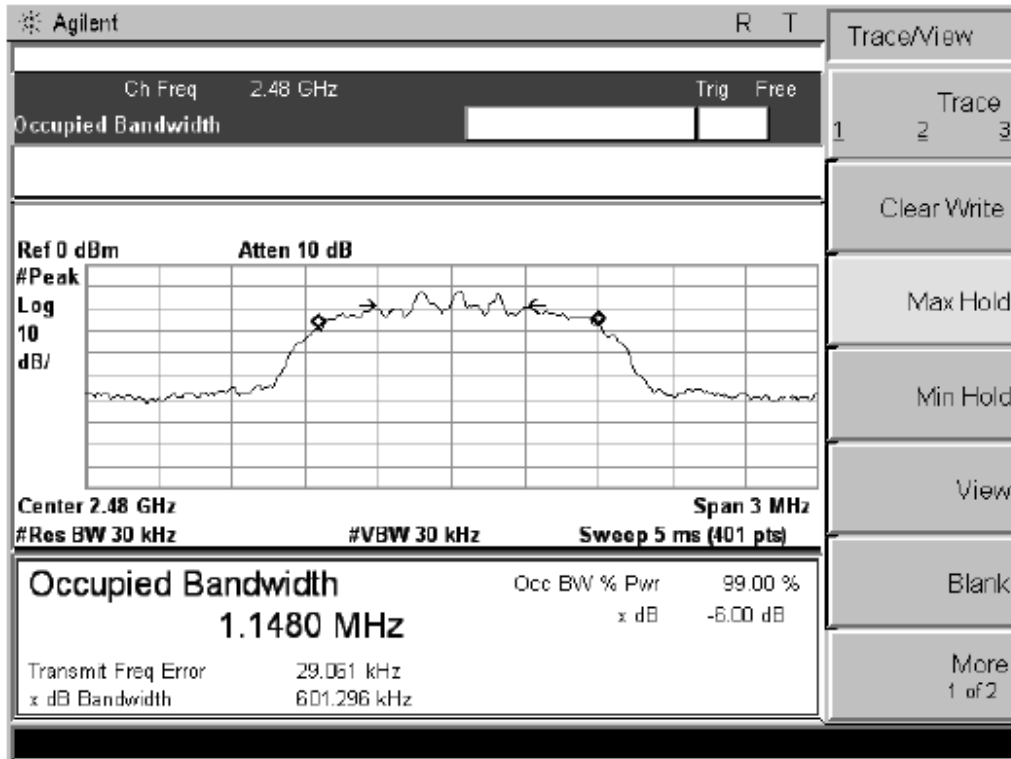 Agilent R T
Trace/View
Ch Freq 2.48 GHz Trig Free
Occupied Bandwidth
Trace
1 2 3
Clear Write
Ref 0 dBm Atten 10 dB
#Peak
Log
10
dB/
Max Hold
Min Hold
Center 2.48 GHz Span 3 MHz
#Res BW 30 kHz #VBW 30 kHz Sweep 5 ms (401 pts)
View
Occupied Bandwidth Occ BW % Pwr 99.00 %
1.1480 MHz x dB -6.00 dB
Transmit Freq Error 29.061 kHz
x dB Bandwidth 601.296 kHz
Blank
More
1 of 2